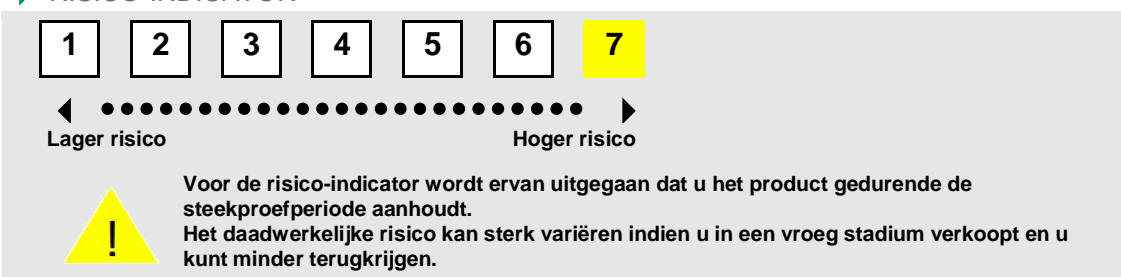 RISICO-INDICATOR
1 2 3 4 5 6 7
Lager risico Hoger risico
Voor de risico-indicator wordt ervan uitgegaan dat u het product gedurende de
steekproefperiode aanhoudt.
Het daadwerkelijke risico kan sterk variëren indien u in een vroeg stadium verkoopt en u
kunt minder terugkrijgen.
!